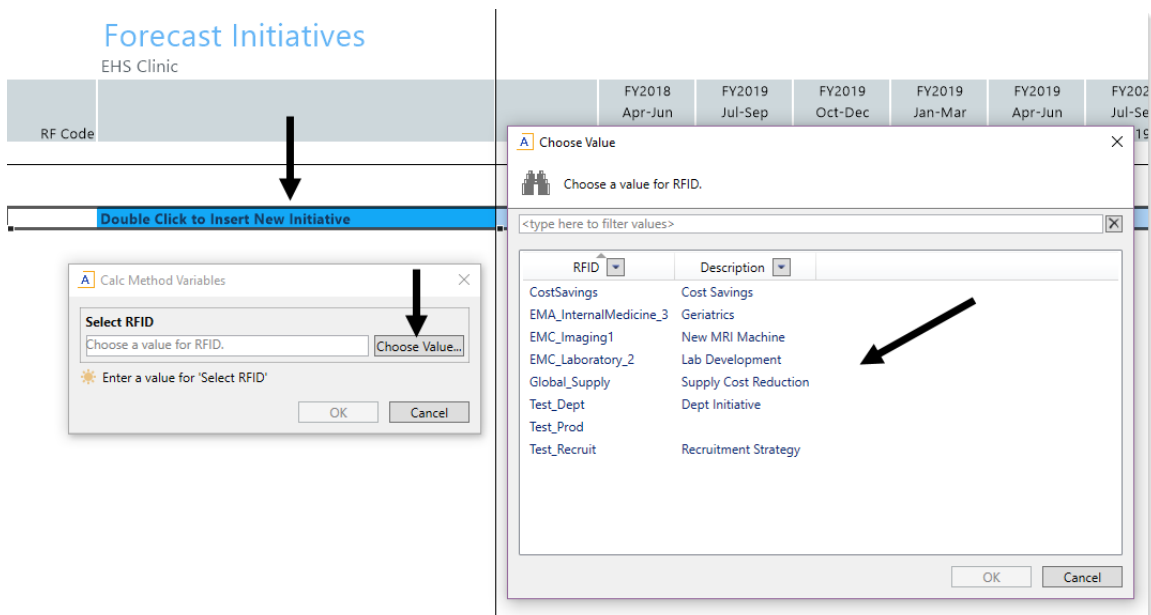 Forecast Initiatives
EHS Clinic
FY2018 FY2019 FY2019 FY2019 FY2019 FY202
Apr-Jun Jul-Sep Oct-Dec Jan-Mar Apr-Jun Jul-Se
RF Code
19
Double Click to Insert New Initiative
A Calc Method Variables
Select RFID
Choose a value for RFID.
Choose Value...
Enter a value for 'Select RFID'
OK Cancel
A Choose Value
Choose a value for RFID.
<type here to filter values>
RFID Description
CostSavings Cost Savings
EMA_InternalMedicine_3 Geriatrics
EMC_Imaging1 New MRI Machine
EMC_Laboratory_2 Lab Development
Global_Supply Supply Cost Reduction
Test_Dept Dept Initiative
Test_Prod
Test_Recruit Recruitment Strategy
OK Cancel